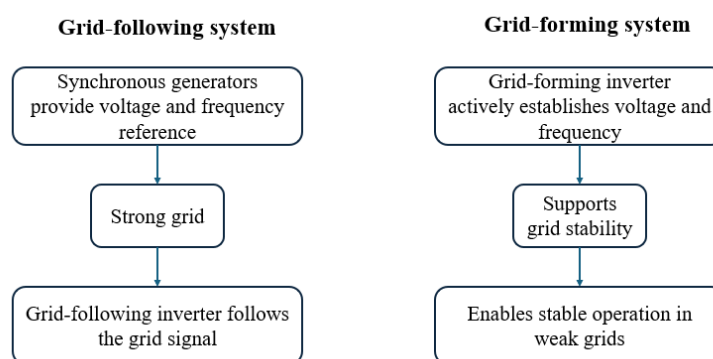 Grid-following system
Synchronous generators
provide voltage and frequency
reference
Strong grid
Grid-following inverter follows
the grid signal
Grid-forming system
Grid-forming inverter
actively establishes voltage and
frequency
Supports
grid stability
Enables stable operation in
weak grids